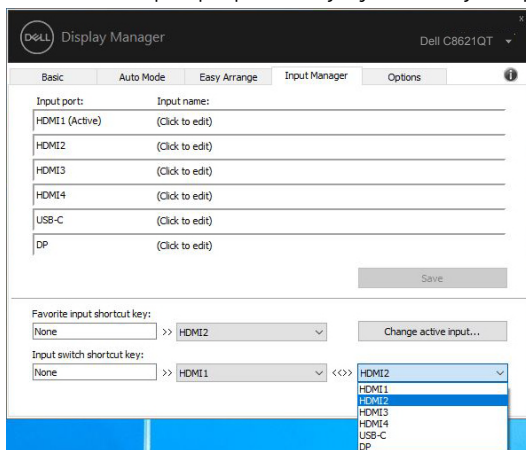 DELL Display Manager
x
Dell C8621QT
Basic Auto Mode Easy Arrange Input Manager Options i
Input port: Input name:
HDMI1 (Active) (Click to edit)
HDMI2 (Click to edit)
HDMI3 (Click to edit)
HDMI4 (Click to edit)
USB-C (Click to edit)
DP (Click to edit)
Save
Favorite input shortcut key:
None >> HDMI2 Change active input...
Input switch shortcut key:
None >> HDMI1 <<>> HDMI2
HDMI1
HDMI2
HDMI3
HDMI4
USB-C
DP